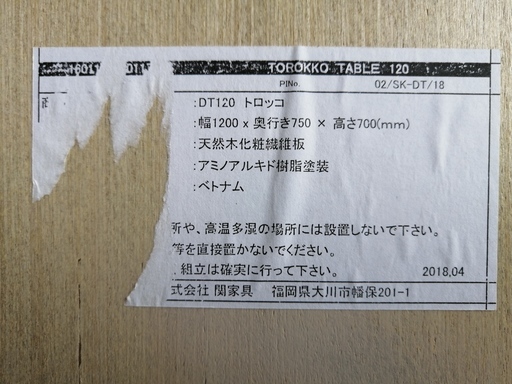 16017 DT1 TOROKKO TABLE 120
P/No. 02/SK-DT/18
:DT120 トロッコ
:幅1200 x 奥行き750 × 高さ700(mm)
:天然木化粧繊維板
:アミノアルキド樹脂塗装
:ベトナム
所や、高温多湿の場所には設置しないで下さい。
等を直接置かないでください。
組立は確実に行って下さい。 2018.04
式会社 関家具 福岡県大川市幡保201-1